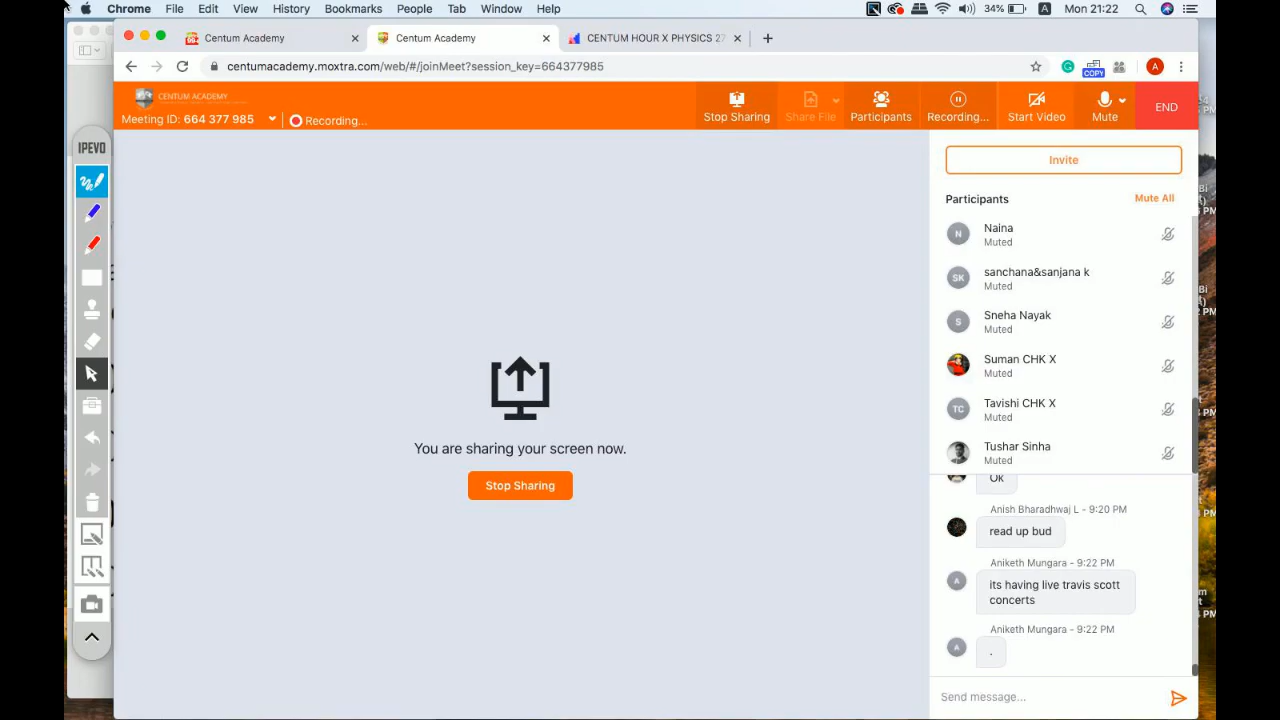 Chrome File Edit View History Bookmarks People Tab Window Help
34% A Mon 21:22
Centum Academy
Centum Academy
CENTUM HOUR X PHYSICS 27
centumacademy.moxtra.com/web/#/joinMeet?session_key=664377985
COPY
A
CENTUM ACADEMY
Meeting ID: 664 377 985
Recording...
Stop Sharing
Share File
Participants
Recording...
Start Video
Mute
END
IPEVO
You are sharing your screen now.
Stop Sharing
Invite
Participants
Mute All
N
Naina
Muted
SK
sanchana&sanjana k
Muted
S
Sneha Nayak
Muted
Suman CHK X
Muted
TC
Tavishi CHK X
Muted
Tushar Sinha
Muted
Ok
Anish Bharadhwaj L - 9:20 PM
read up bud
Aniketh Mungara - 9:22 PM
A
its having live travis scott
concerts
Aniketh Mungara - 9:22 PM
A
.
Send message...